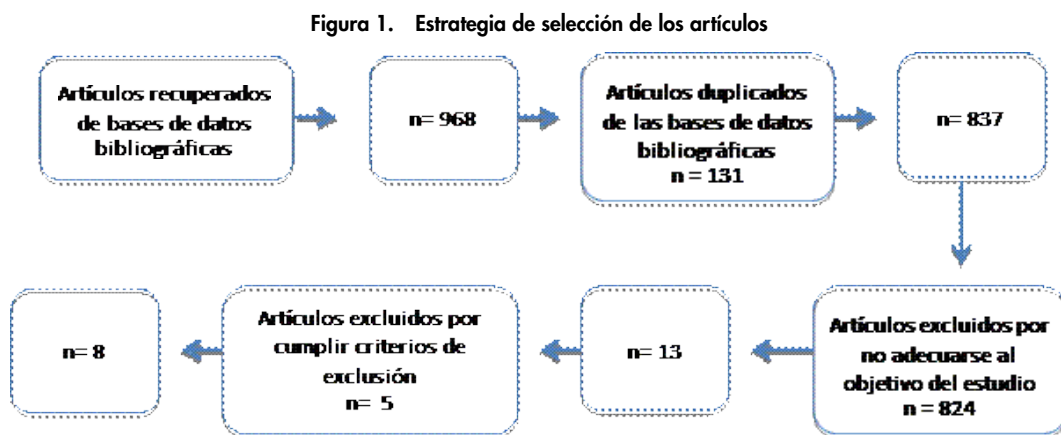 Figura 1. Estrategia de selección de los artículos
Artículos recuperados
de bases de datos
bibliográficas
n= 968
Artículos duplicados
de las bases de datos
bibliográficas
n = 131
n= 837
Artículos excluidos por
no adecuarse al
objetivo del estudio
n = 824
n= 13
Artículos excluidos por
cumplir criterios de
exclusión
n= 5
n= 8